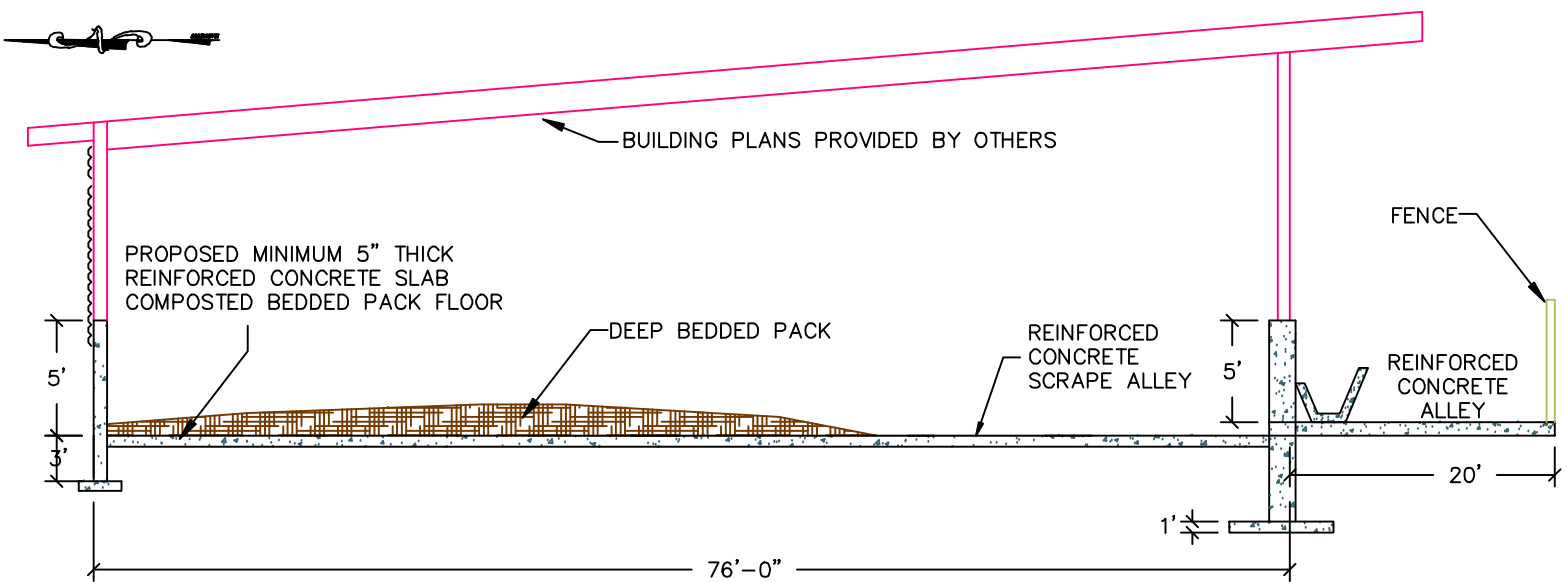 BUILDING PLANS PROVIDED BY OTHERS
FENCE
PROPOSED MINIMUM 5" THICK
REINFORCED CONCRETE SLAB
COMPOSTED BEDDED PACK FLOOR
DEEP BEDDED PACK
REINFORCED
CONCRETE
SCRAPE ALLEY
REINFORCED
CONCRETE
ALLEY
5'
5'
3'
20'
1'
76'-0"